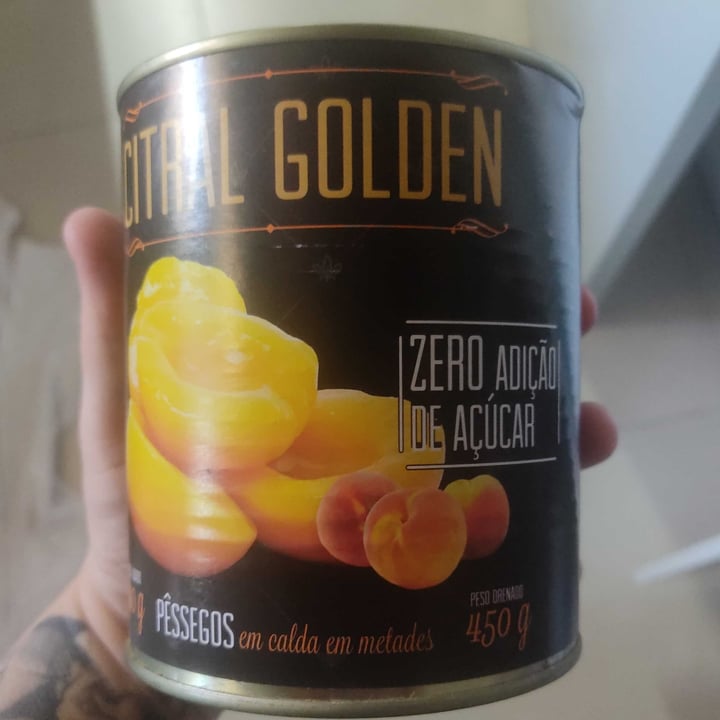 CITRAL GOLDEN
ZERO ADIÇÃO
DE AÇÚCAR
PÊSSEGOS em calda em metades
PESO DRENADO
450 g